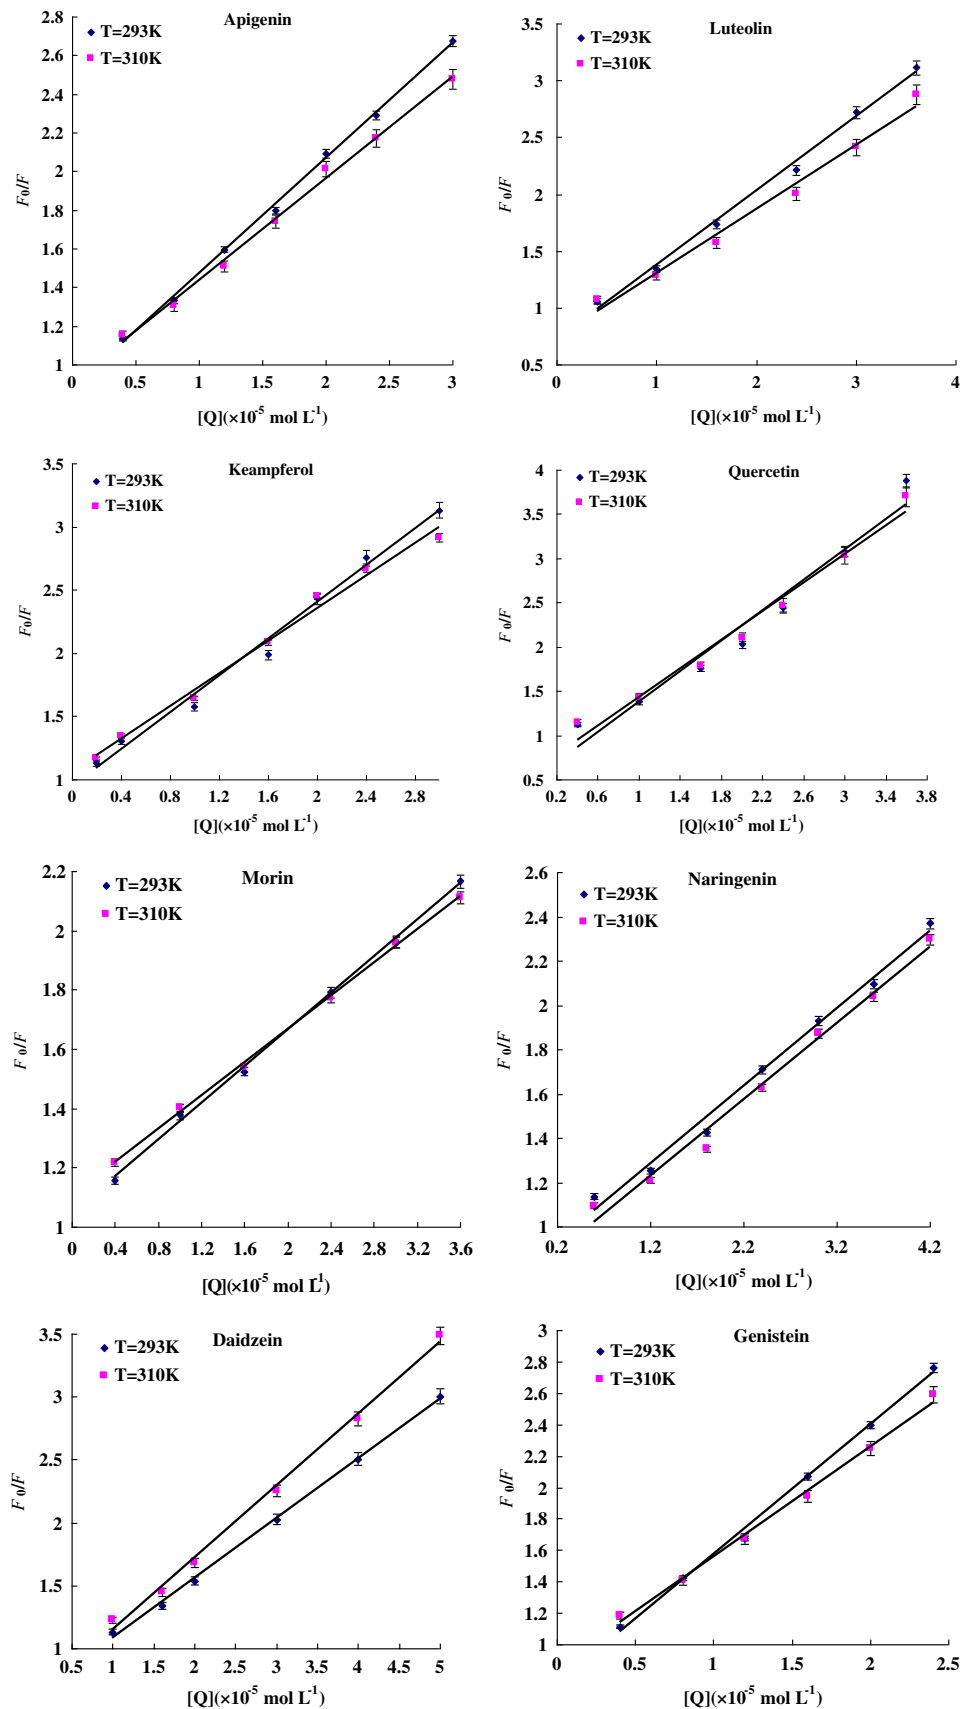 Apigenin
T=293K
T=310K
F0/F
2.8
2.6
2.4
2.2
2
1.8
1.6
1.4
1.2
1
0 0.5 1 1.5 2 2.5 3
[Q](×10-5 mol L-1)
Luteolin
T=293K
T=310K
F0/F
3.5
3
2.5
2
1.5
1
0.5
0 1 2 3 4
[Q](×10-5 mol L-1)
Keampferol
T=293K
T=310K
F0/F
3.5
3
2.5
2
1.5
1
0 0.4 0.8 1.2 1.6 2 2.4 2.8
[Q](×10-5 mol L-1)
Quercetin
T=293K
T=310K
F0/F
4
3.5
3
2.5
2
1.5
1
0.5
0.2 0.6 1 1.4 1.8 2.2 2.6 3 3.4 3.8
[Q](×10-5 mol L-1)
Morin
T=293K
T=310K
F0/F
2.2
2
1.8
1.6
1.4
1.2
1
0 0.4 0.8 1.2 1.6 2 2.4 2.8 3.2 3.6
[Q](×10-5 mol L-1)
Naringenin
T=293K
T=310K
F0/F
2.6
2.4
2.2
2
1.8
1.6
1.4
1.2
1
0.2 1.2 2.2 3.2 4.2
[Q](×10-5 mol L-1)
Daidzein
T=293K
T=310K
F0/F
3.5
3
2.5
2
1.5
1
0.5 1 1.5 2 2.5 3 3.5 4 4.5 5
[Q](×10-5 mol L-1)
Genistein
T=293K
T=310K
F0/F
3
2.8
2.6
2.4
2.2
2
1.8
1.6
1.4
1.2
1
0 0.5 1 1.5 2 2.5
[Q](×10-5 mol L-1)